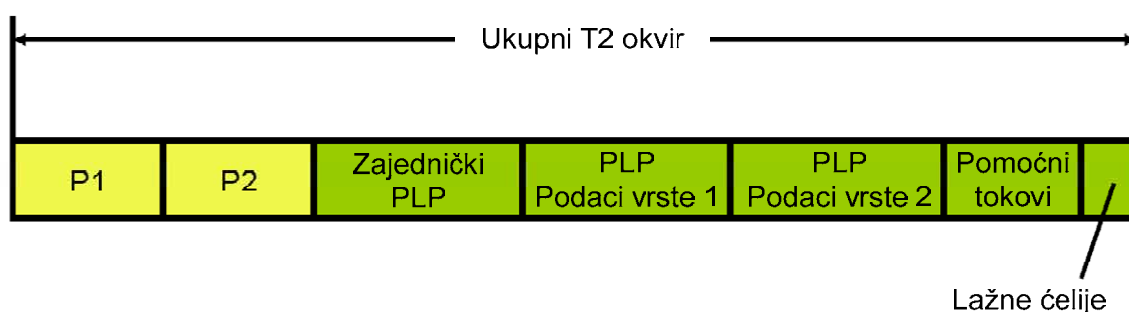 Ukupni T2 okvir
P1
P2
Zajednički
PLP
PLP
Podaci vrste 1
PLP
Podaci vrste 2
Pomoćni
tokovi
Lažne ćelije